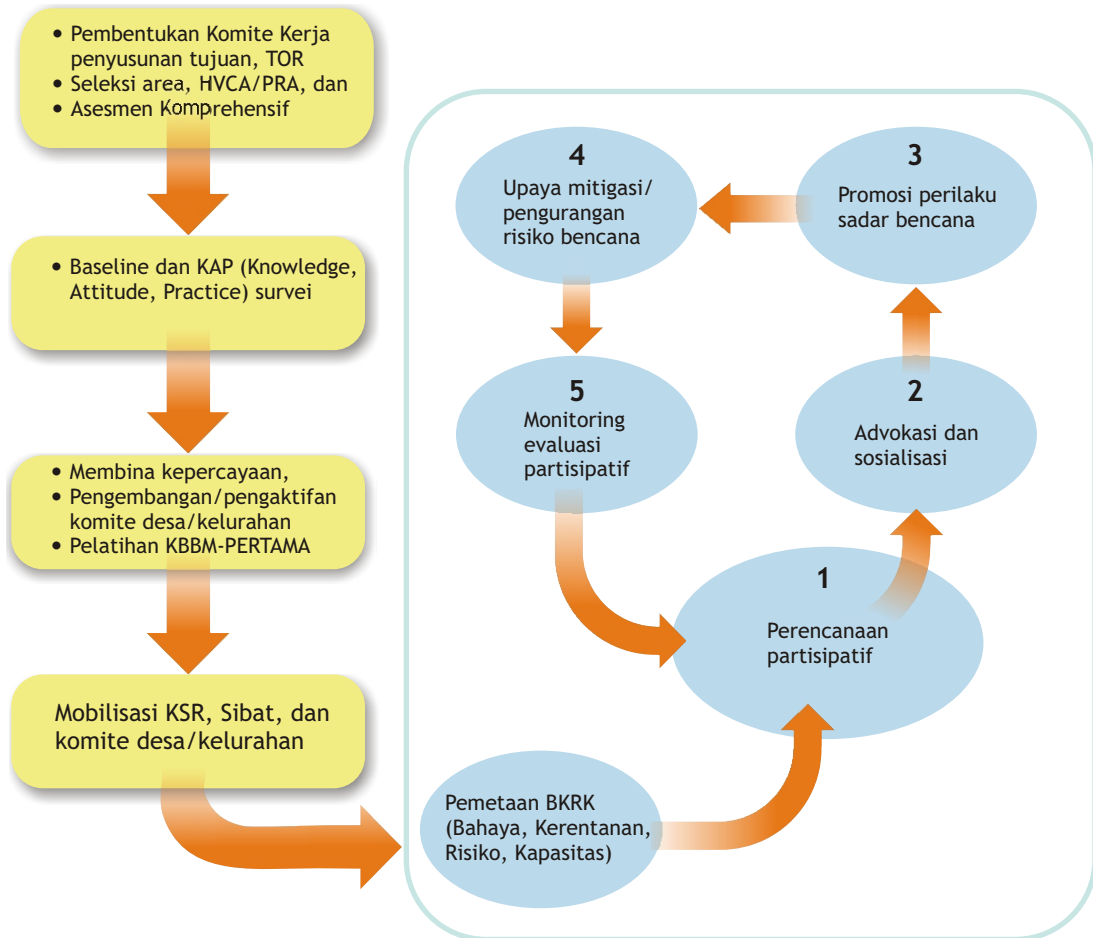 • Pembentukan Komite Kerja
penyusunan tujuan, TOR
• Seleksi area, HVCA/PRA, dan
• Asesmen Komprehensif
• Baseline dan KAP (Knowledge,
Attitude, Practice) survei
• Membina kepercayaan,
• Pengembangan/pengaktifan
komite desa/kelurahan
• Pelatihan KBBM-PERTAMA
Mobilisasi KSR, Sibat, dan
komite desa/kelurahan
Pemetaan BKRK
(Bahaya, Kerentanan,
Risiko, Kapasitas)
1
Perencanaan
partisipatif
2
Advokasi dan
sosialisasi
3
Promosi perilaku
sadar bencana
4
Upaya mitigasi/
pengurangan
risiko bencana
5
Monitoring
evaluasi
partisipatif